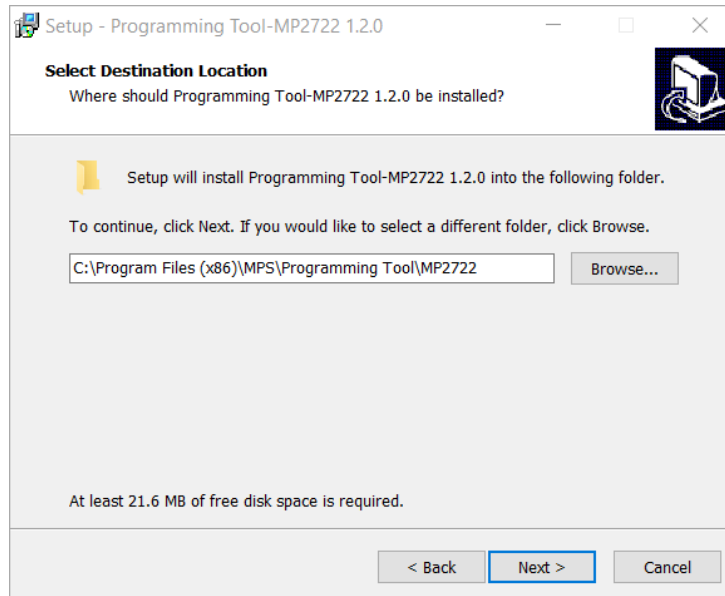 Setup - Programming Tool-MP2722 1.2.0
Select Destination Location
Where should Programming Tool-MP2722 1.2.0 be installed?
Setup will install Programming Tool-MP2722 1.2.0 into the following folder.
To continue, click Next. If you would like to select a different folder, click Browse.
C:\Program Files (x86)\MPS\Programming Tool\MP2722
Browse...
At least 21.6 MB of free disk space is required.
< Back
Next >
Cancel